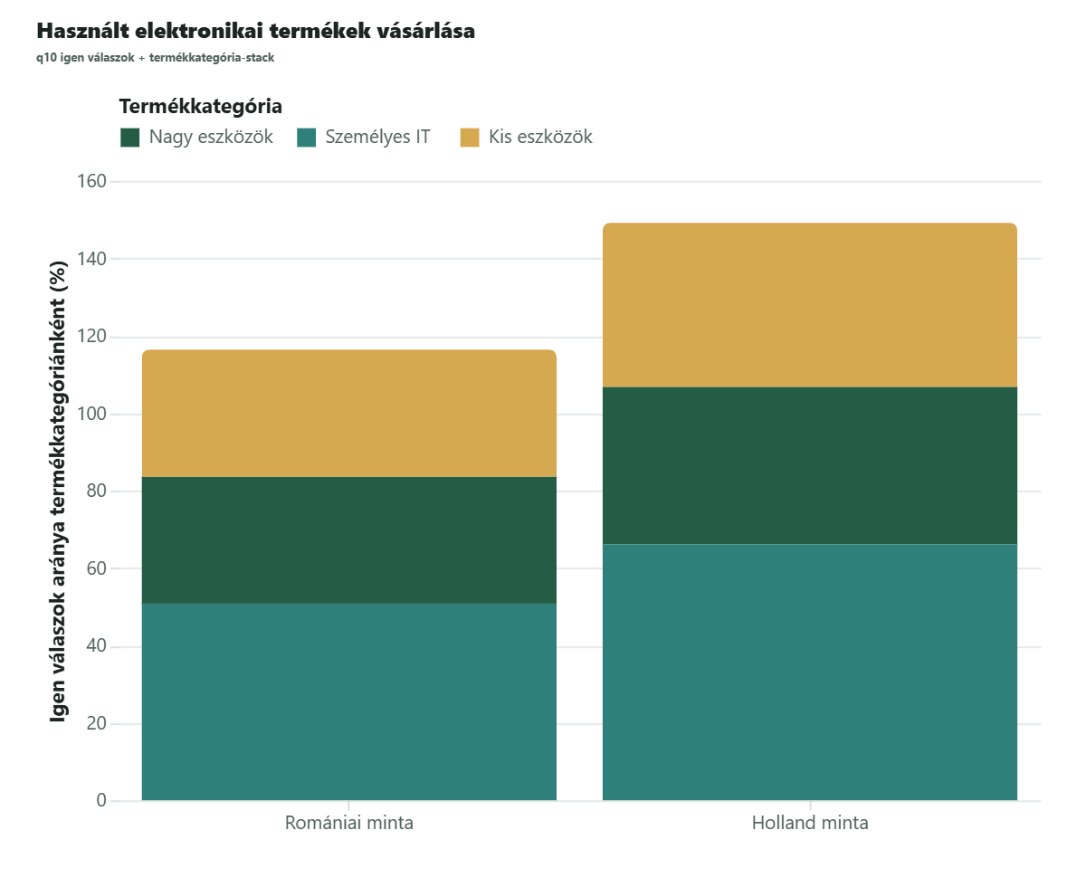 Használt elektronikai termékek vásárlása
q10 igen válaszok + termékkategória-stack
Termékkategória
Nagy eszközök Személyes IT Kis eszközök
Igen válaszok aránya termékkategóriánként (%)
160
140
120
100
80
60
40
20
0
Romániai minta Holland minta